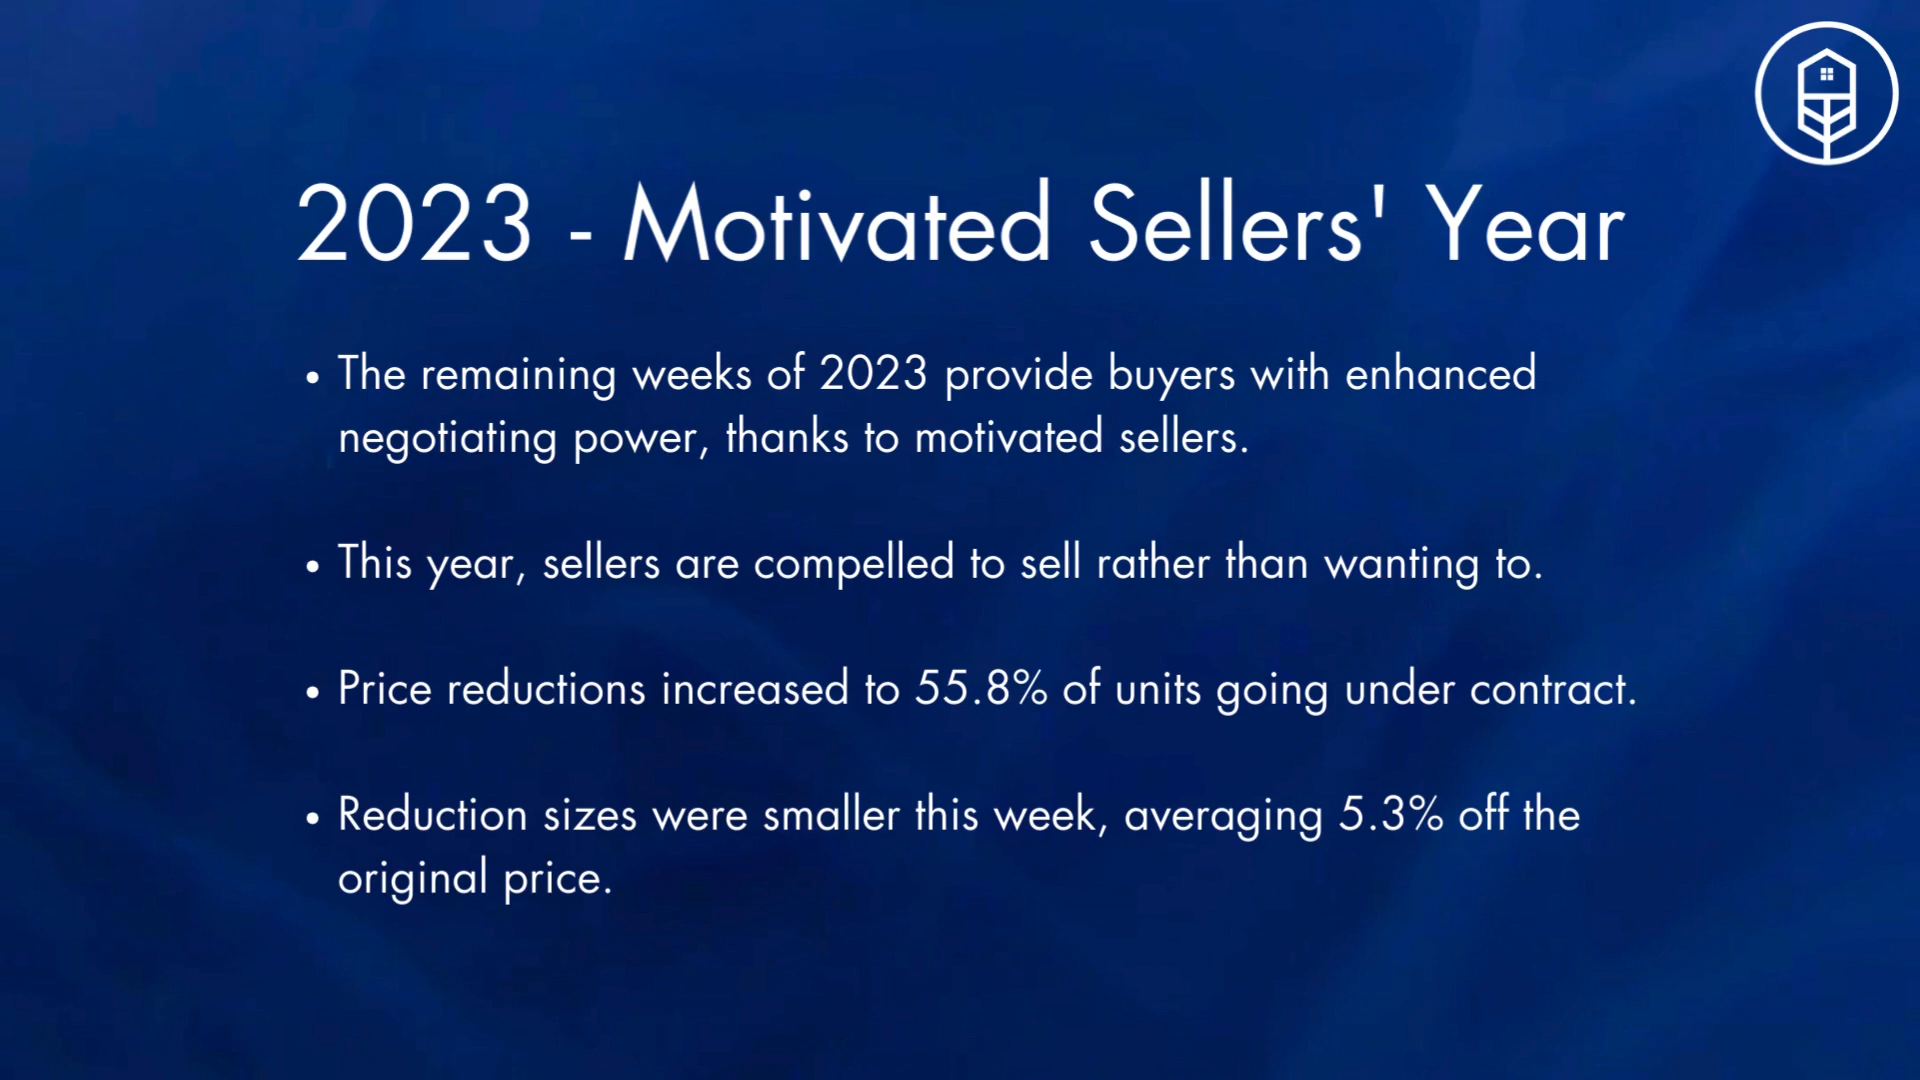 2023 - Motivated Sellers' Year
• The remaining weeks of 2023 provide buyers with enhanced
negotiating power, thanks to motivated sellers.
• This year, sellers are compelled to sell rather than wanting to.
• Price reductions increased to 55.8% of units going under contract.
• Reduction sizes were smaller this week, averaging 5.3% off the
original price.